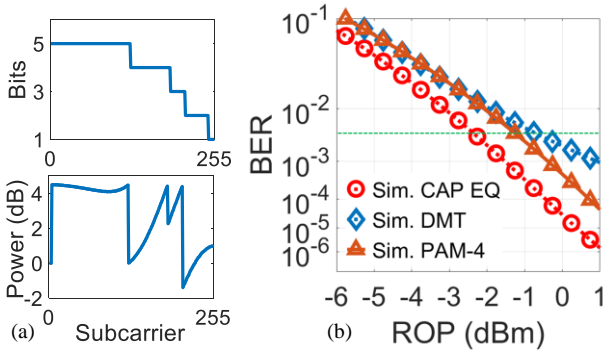 Bits
5
3
1
0
255
Power (dB)
4
2
0
-2
0
255
Subcarrier
(a)
BER
10⁻¹
10⁻²
10⁻³
10⁻⁴
10⁻⁵
10⁻⁶
Sim. CAP EQ
Sim. DMT
Sim. PAM-4
-6 -5 -4 -3 -2 -1 0 1
ROP (dBm)
(b)